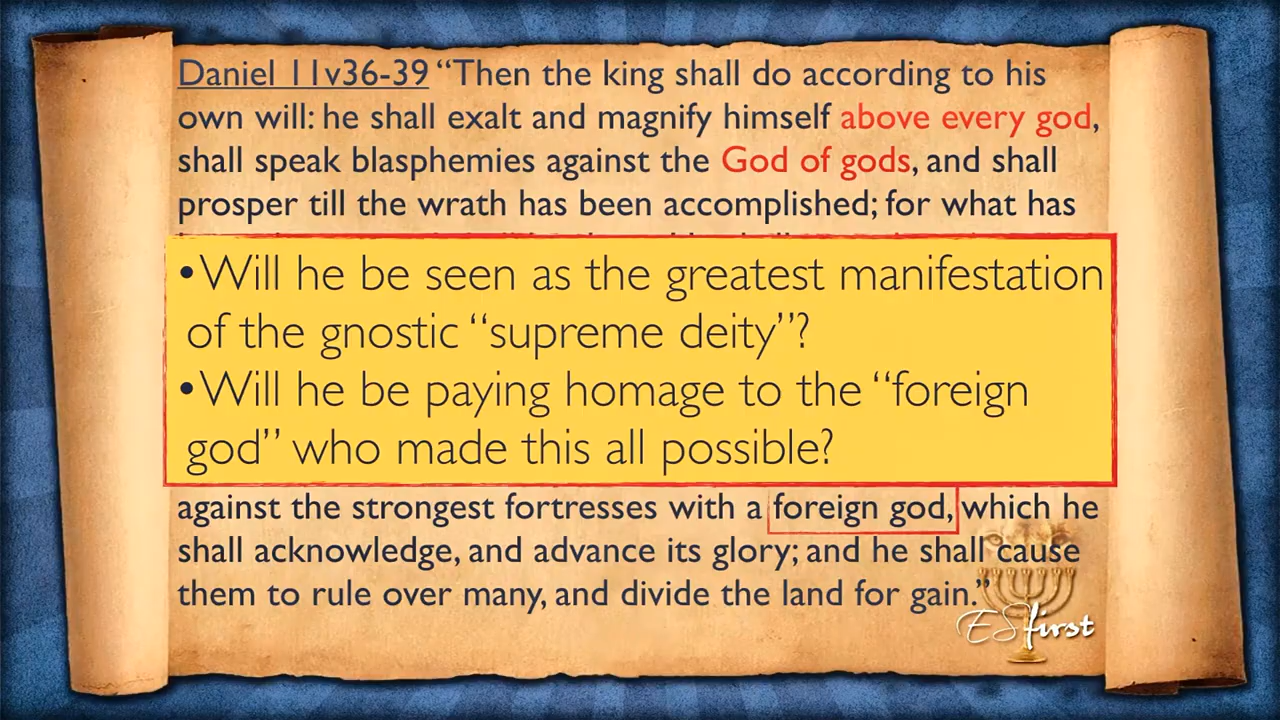 Daniel 11v36-39 “Then the king shall do according to his
own will: he shall exalt and magnify himself above every god,
shall speak blasphemies against the God of gods, and shall
prosper till the wrath has been accomplished; for what has
•Will he be seen as the greatest manifestation
of the gnostic “supreme deity”?
•Will he be paying homage to the “foreign
god” who made this all possible?
against the strongest fortresses with a foreign god, which he
shall acknowledge, and advance its glory; and he shall cause
them to rule over many, and divide the land for gain.”
ESfirst